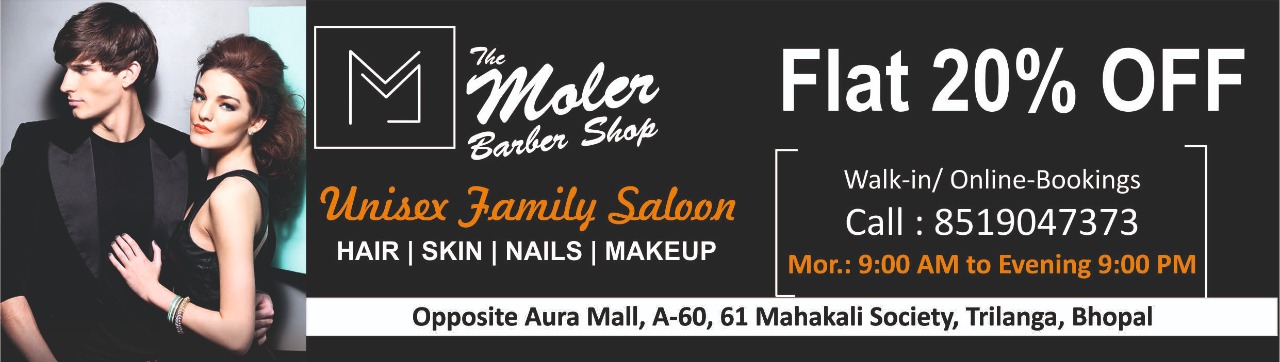 The
Moler
Barber Shop
Unisex Family Saloon
HAIR | SKIN | NAILS | MAKEUP
Flat 20% OFF
Walk-in/ Online-Bookings
Call : 8519047373
Mor.: 9:00 AM to Evening 9:00 PM
Opposite Aura Mall, A-60, 61 Mahakali Society, Trilanga, Bhopal